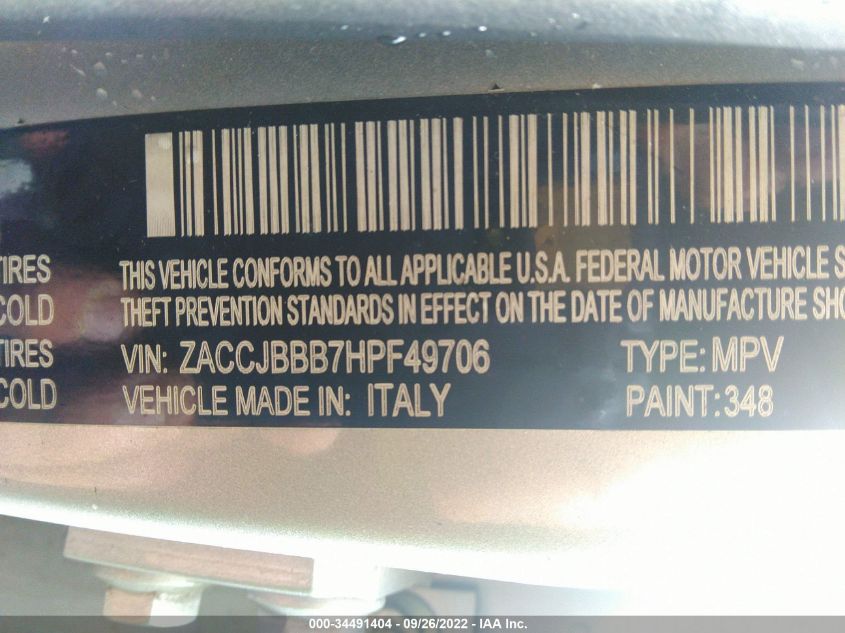 TIRES
COLD
TIRES
COLD
THIS VEHICLE CONFORMS TO ALL APPLICABLE U.S.A. FEDERAL MOTOR VEHICLE S
THEFT PREVENTION STANDARDS IN EFFECT ON THE DATE OF MANUFACTURE SHO
VIN: ZACCJBBB7HPF49706 TYPE: MPV
VEHICLE MADE IN: ITALY PAINT: 348
000-34491404 - 09/26/2022 - IAA Inc.